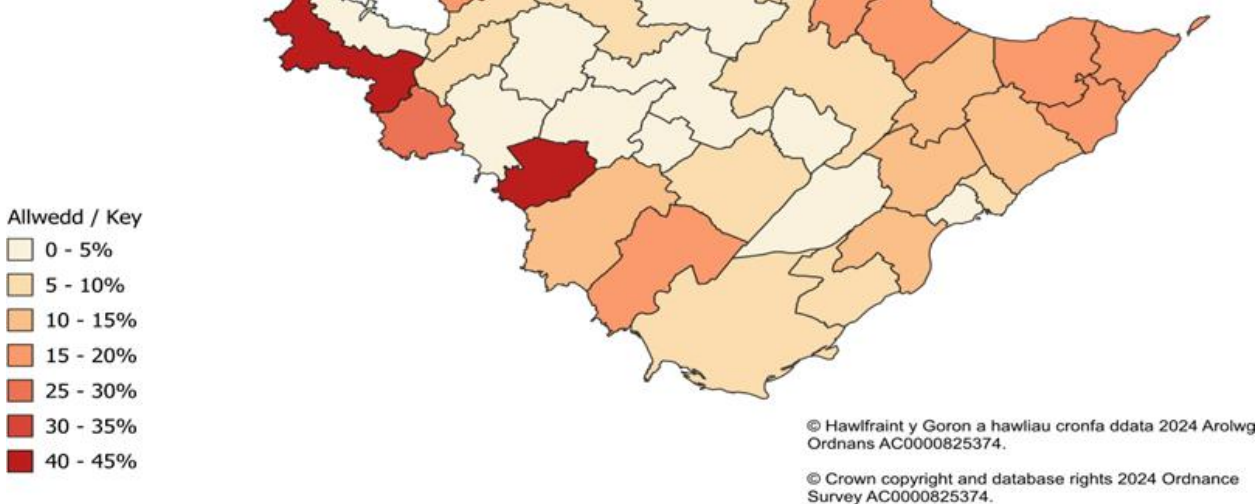 Allwedd / Key
0 - 5%
5 - 10%
10 - 15%
15 - 20%
25 - 30%
30 - 35%
40 - 45%
© Hawlfraint y Goron a hawliau cronfa ddata 2024 Arolwg
Ordnans AC0000825374.
© Crown copyright and database rights 2024 Ordnance
Survey AC0000825374.